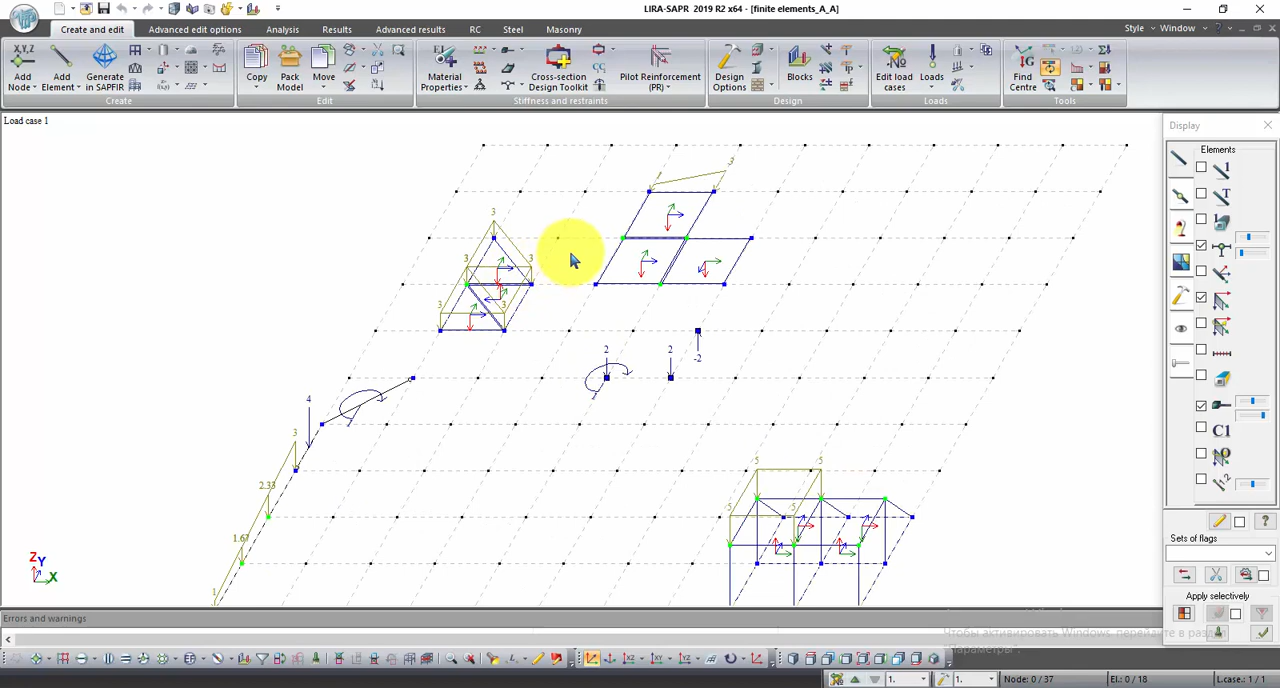 LIRA-SAPR 2019 R2 x64 - [finite elements_A_A]
Create and edit
Advanced edit options
Analysis
Results
Advanced results
RC
Steel
Masonry
Style
Window
Add Node
Add Element
Generate in SAPFIR
Copy
Pack Model
Move
Material Properties
Cross-section Design Toolkit
Pilot Reinforcement (PR)
Design Options
Blocks
Edit load cases
Loads
Find Centre
Create
Edit
Stiffness and restraints
Design
Loads
Tools
Load case 1
Display
Elements
3
3
3
3
3
3
2
2
-2
4
3
2.33
1.67
1
5
5
5
5
Z
Y
X
C1
Sets of flags
Apply selectively
Errors and warnings
Чтобы активировать Windows, перейдите в раздел
"Параметры".
1.
1.
Node: 0 / 37
El.: 0 / 18
L.case.: 1 / 1